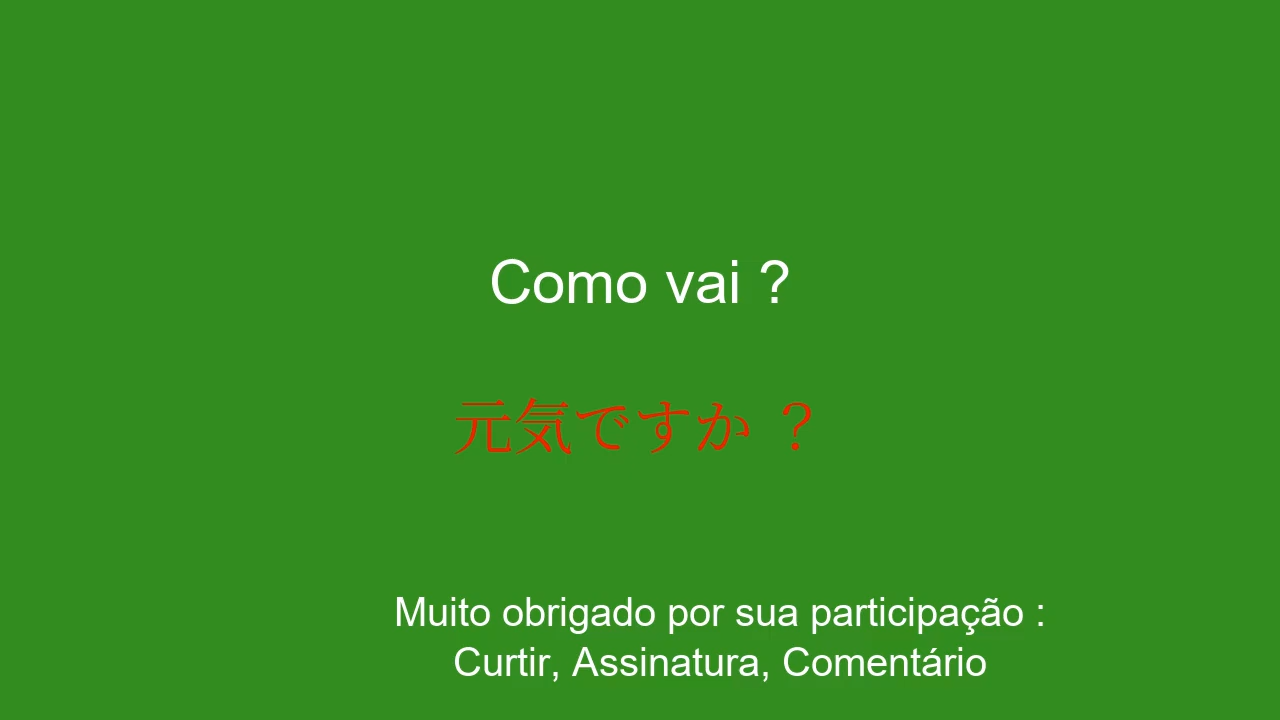 Como vai ?
元気ですか ？
Muito obrigado por sua participação :
Curtir, Assinatura, Comentário